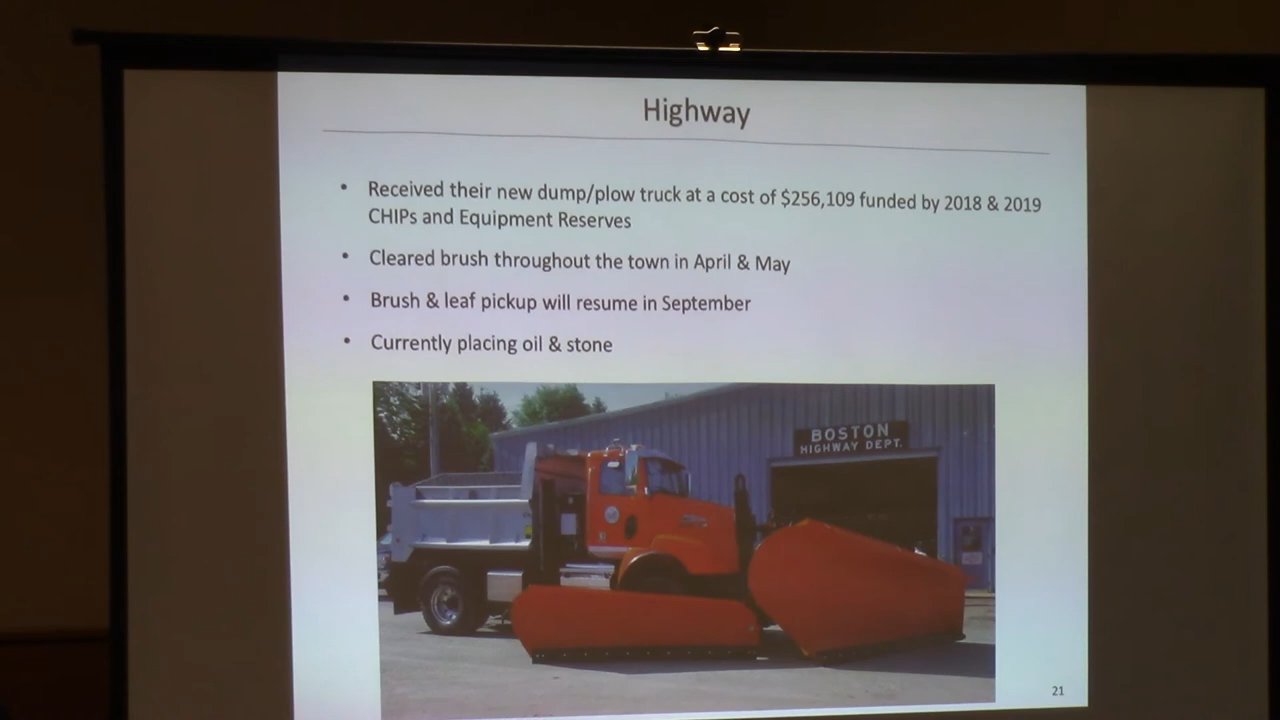 Highway
• Received their new dump/plow truck at a cost of $256,109 funded by 2018 & 2019
CHIPs and Equipment Reserves
• Cleared brush throughout the town in April & May
• Brush & leaf pickup will resume in September
• Currently placing oil & stone
BOSTON
HIGHWAY DEPT.
21